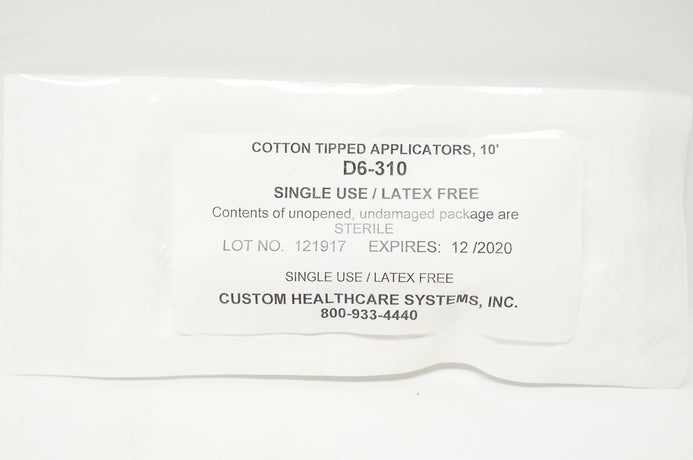 COTTON TIPPED APPLICATORS, 10'
D6-310
SINGLE USE / LATEX FREE
Contents of unopened, undamaged package are
STERILE
LOT NO. 121917 EXPIRES: 12 /2020
SINGLE USE / LATEX FREE
CUSTOM HEALTHCARE SYSTEMS, INC.
800-933-4440